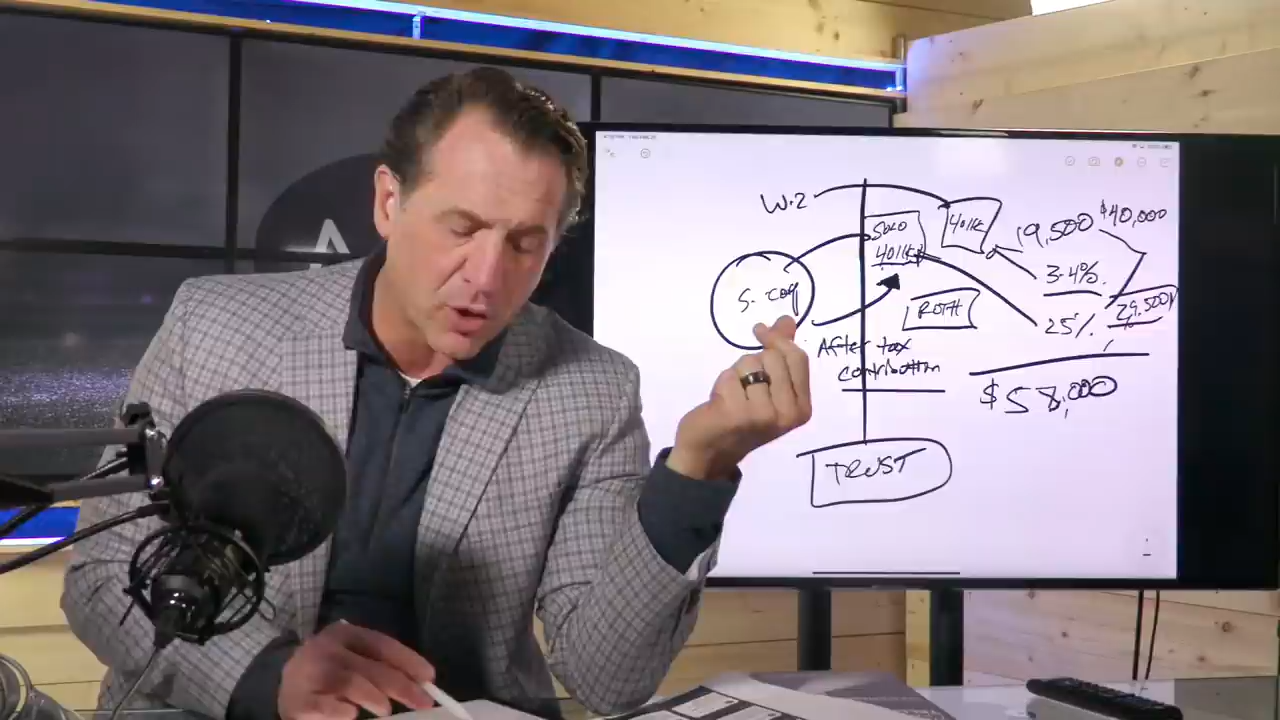 W-2
SOLO
401K
401K
19,500
$40,000
3-4%.
S. Corp
ROTH
25%
29,500
After tax
contribution
$58,000
TRUST
A